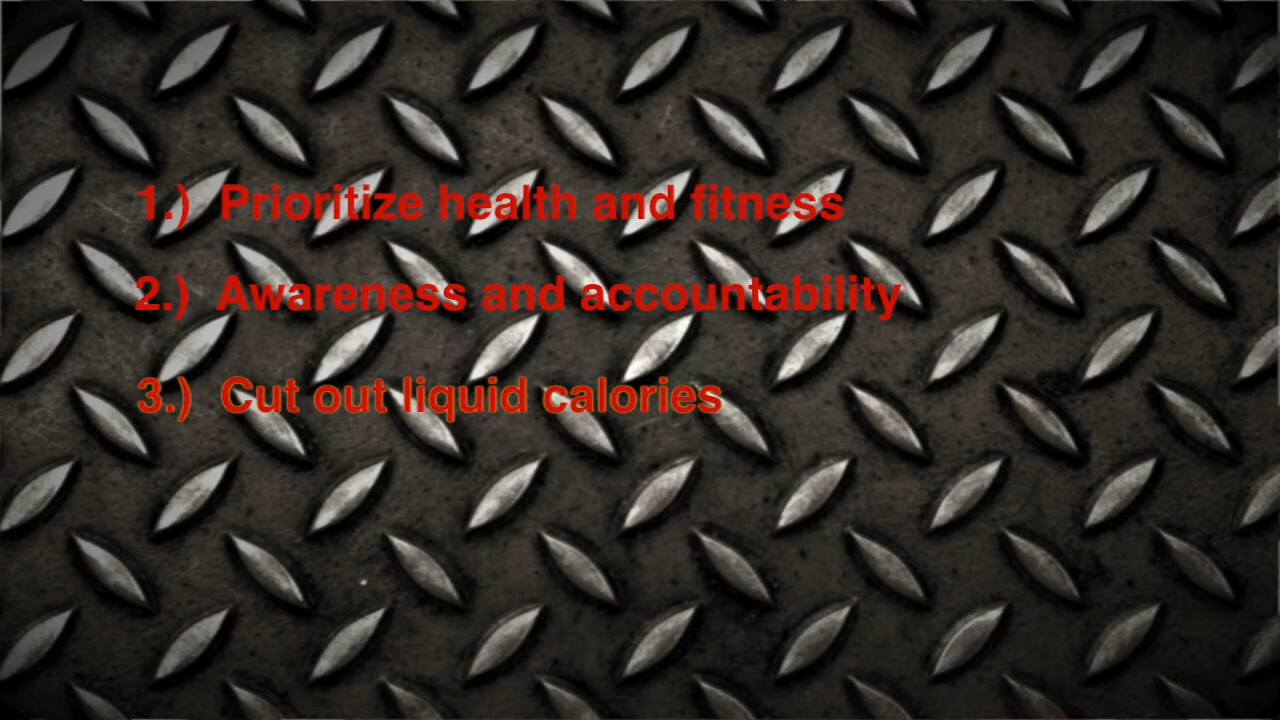 1.) Prioritize health and fitness
2.) Awareness and accountability
3.) Cut out liquid calories